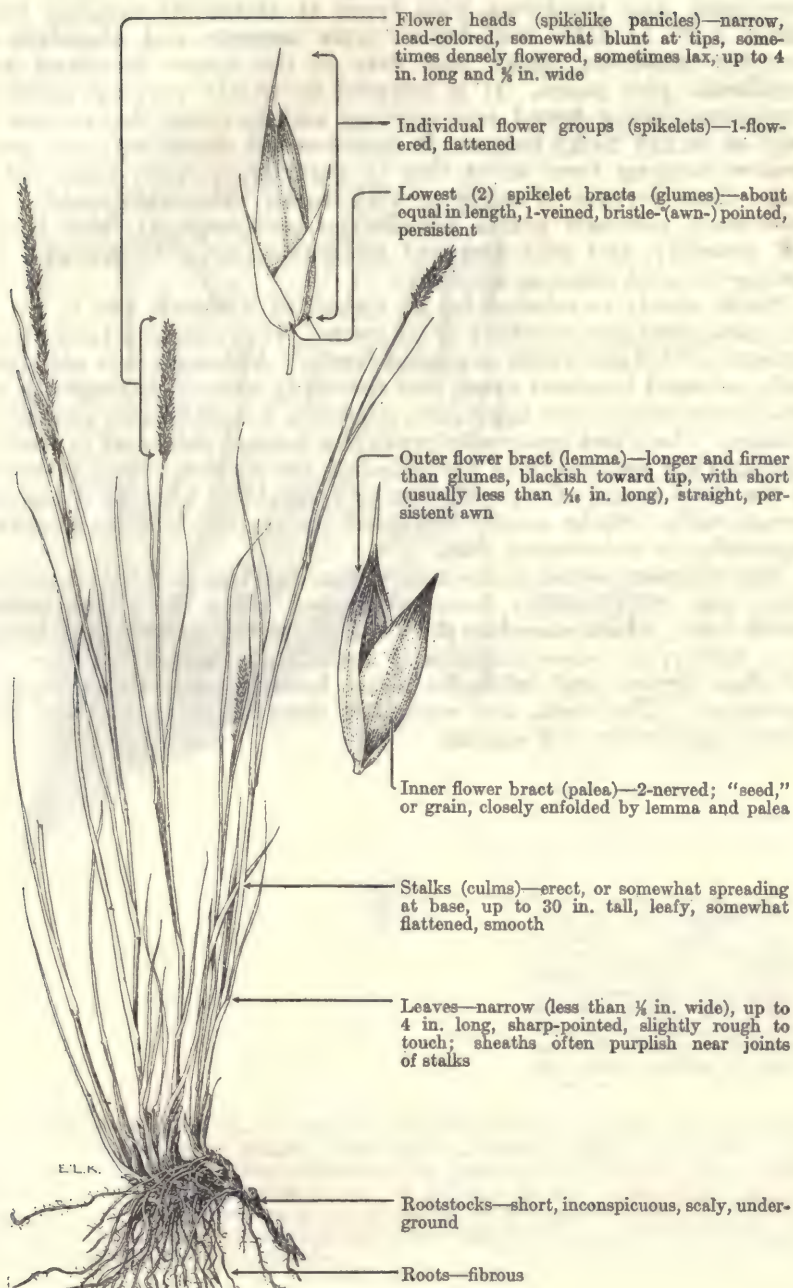 Flower heads (spikelike panicles)—narrow,
lead-colored, somewhat blunt at tips, some-
times densely flowered, sometimes lax, up to 4
in. long and ⅜ in. wide
Individual flower groups (spikelets)—1-flow-
ered, flattened
Lowest (2) spikelet bracts (glumes)—about
equal in length, 1-veined, bristle-(awn-) pointed,
persistent
Outer flower bract (lemma)—longer and firmer
than glumes, blackish toward tip, with short
(usually less than in. long), straight, per-
sistent awn
Inner flower bract (palea)—2-nerved; “seed,”
or grain, closely enfolded by lemma and palea
Stalks (culms)—erect, or somewhat spreading
at base, up to 30 in. tall, leafy, somewhat
flattened, smooth
Leaves—narrow (less than in. wide), up to
4 in. long, sharp-pointed, slightly rough to
touch; sheaths often purplish near joints
of stalks
E.L.K.
Rootstocks—short, inconspicuous, scaly, under-
ground
Roots—fibrous